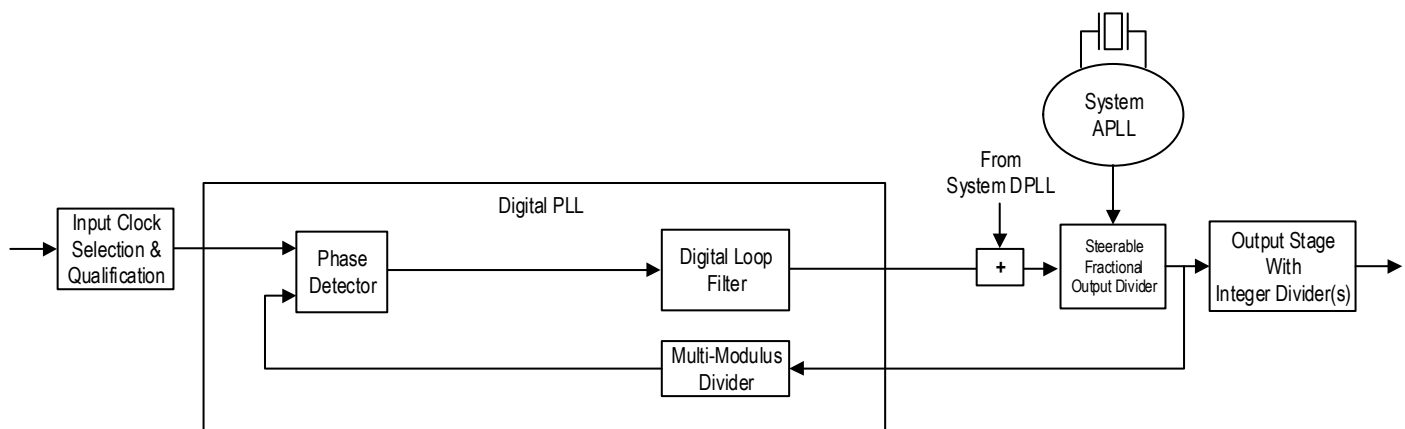 System
APLL
From
System DPLL
Digital PLL
Input Clock
Selection &
Qualification
Phase
Detector
Digital Loop
Filter
+
Steerable
Fractional
Output Divider
Output Stage
With
Integer Divider(s)
Multi-Modulus
Divider